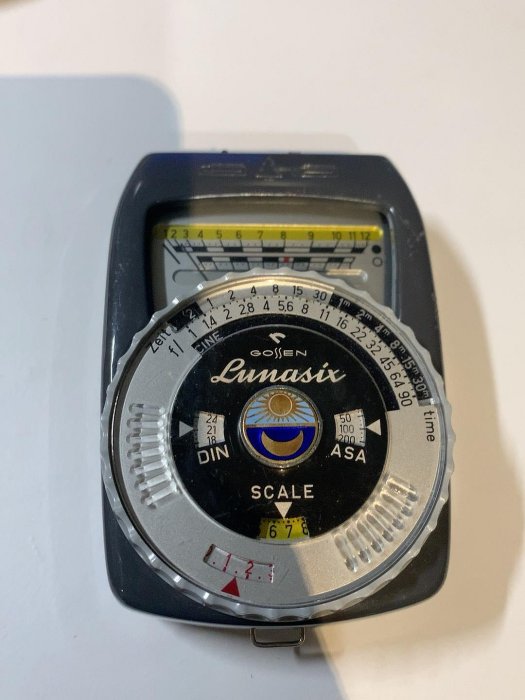 1 2 3 4 5 6 7 8 9 10 11 12
Zeit 2 1 2 4 8 15 30 1m 2m 4m 8m 15m 30m time
f/ 1 1.4 2 2.8 4 5.6 8 11 16 22 32 45 64 90
CINE
GOSSEN
Lunasix
24 21 18
50 100 200
DIN
ASA
SCALE
6 7 8
1 2